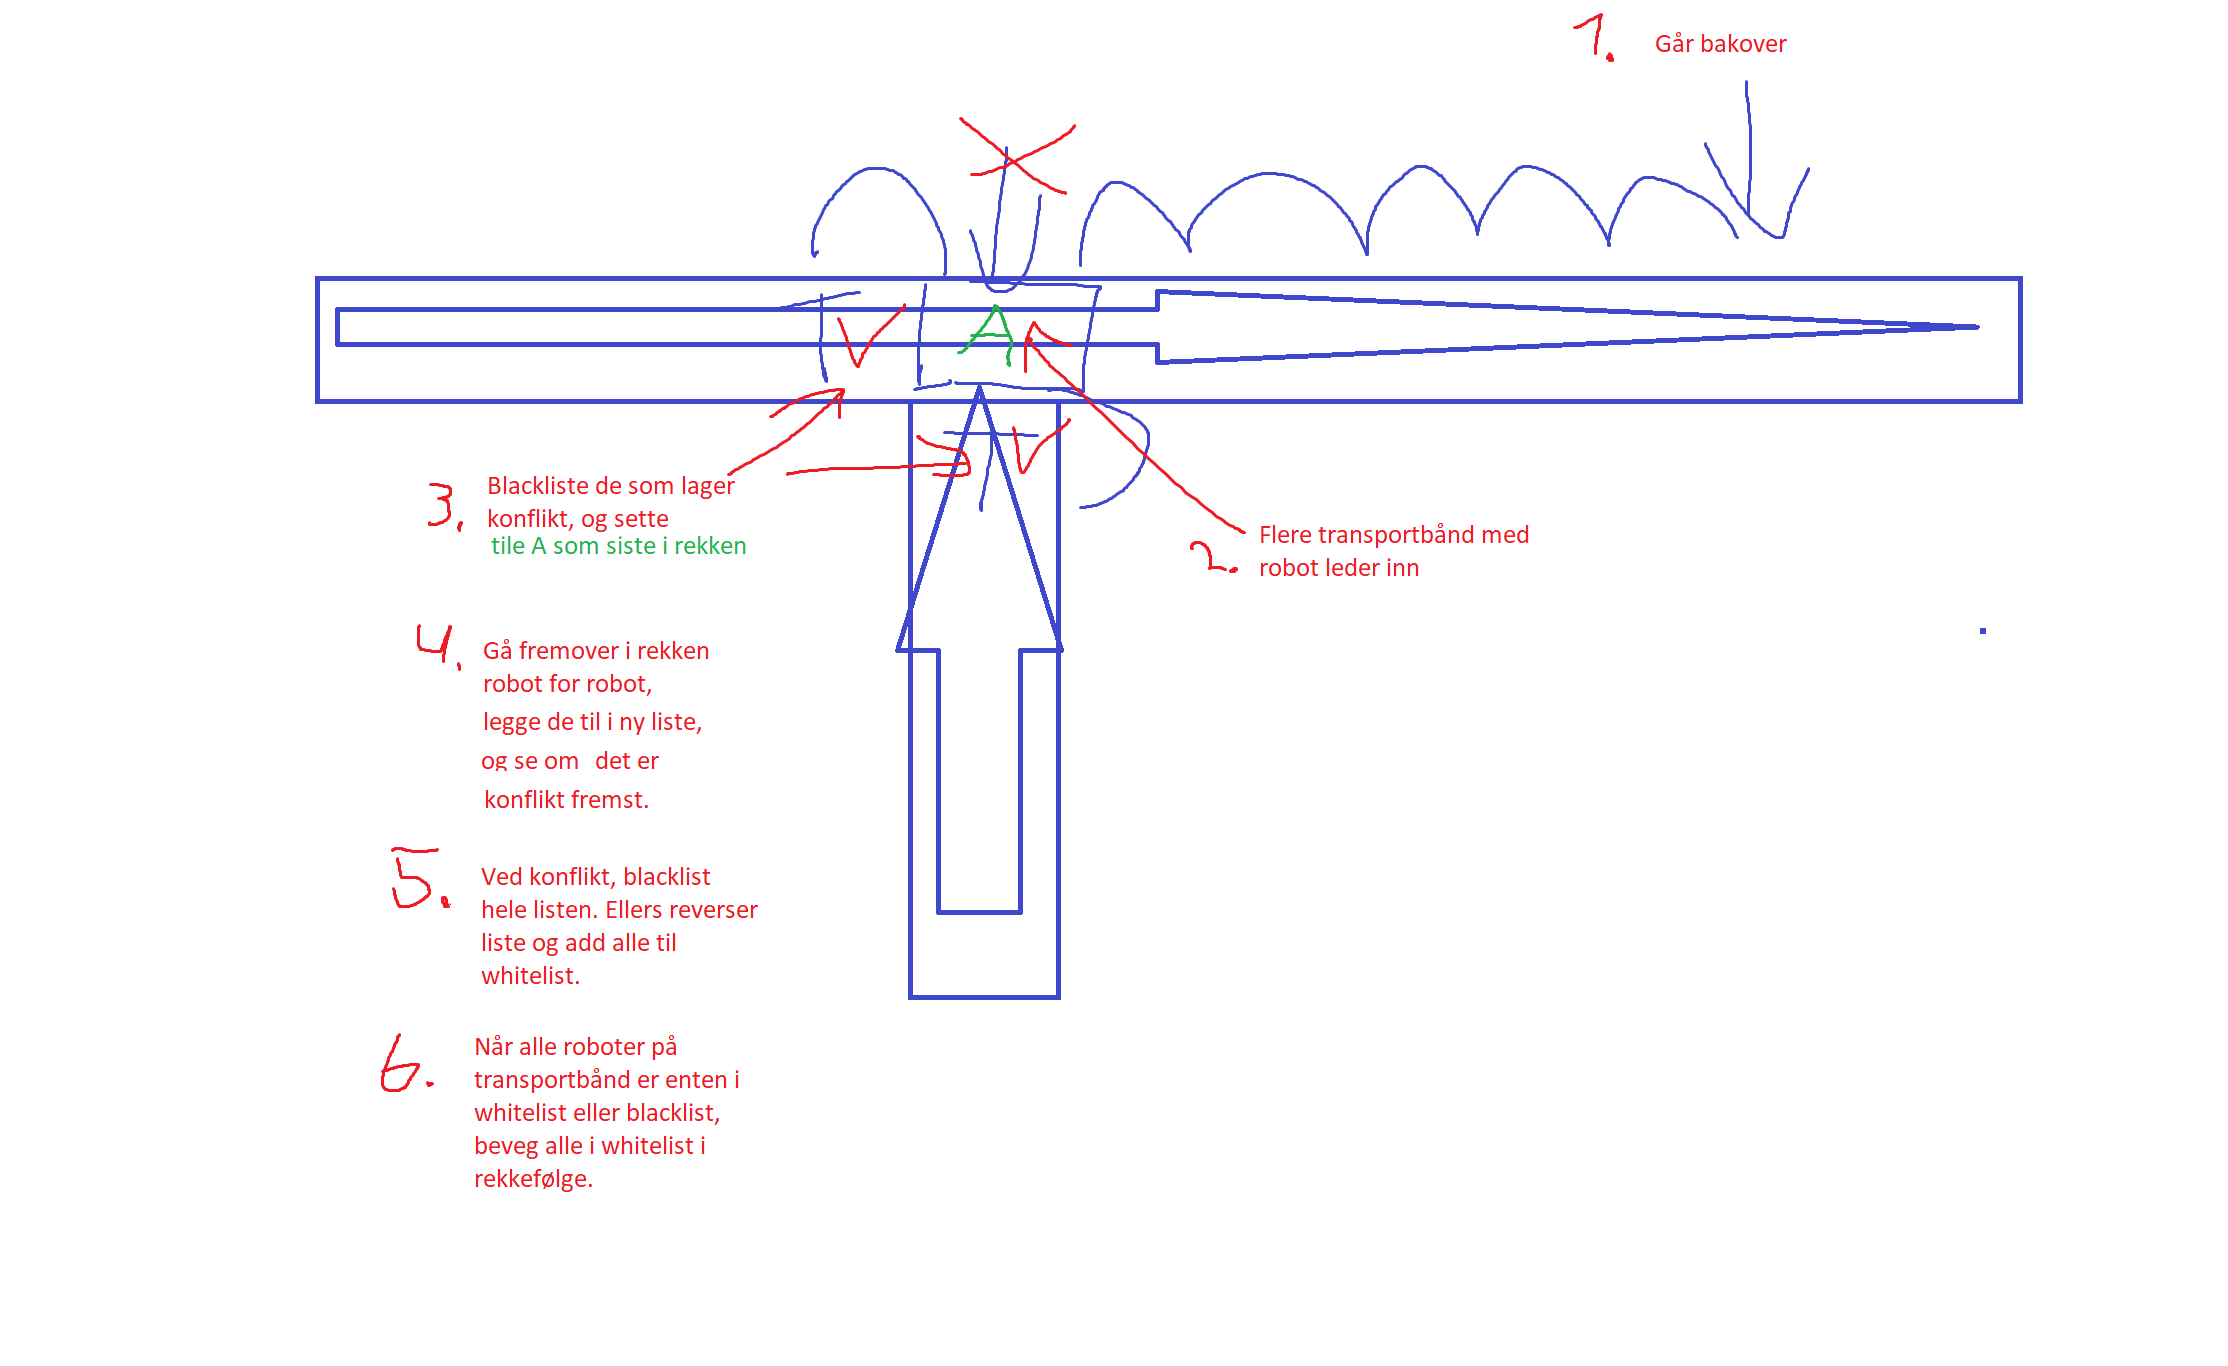 1. Går bakover
A
3. Blackliste de som lager
konflikt, og sette
tile A som siste i rekken
2. Flere transportbånd med
robot leder inn
4. Gå fremover i rekken
robot for robot,
legge de til i ny liste,
og se om det er
konflikt fremst.
5. Ved konflikt, blacklist
hele listen. Ellers reverser
liste og add alle til
whitelist.
6. Når alle roboter på
transportbånd er enten i
whitelist eller blacklist,
beveg alle i whitelist i
rekkefølge.